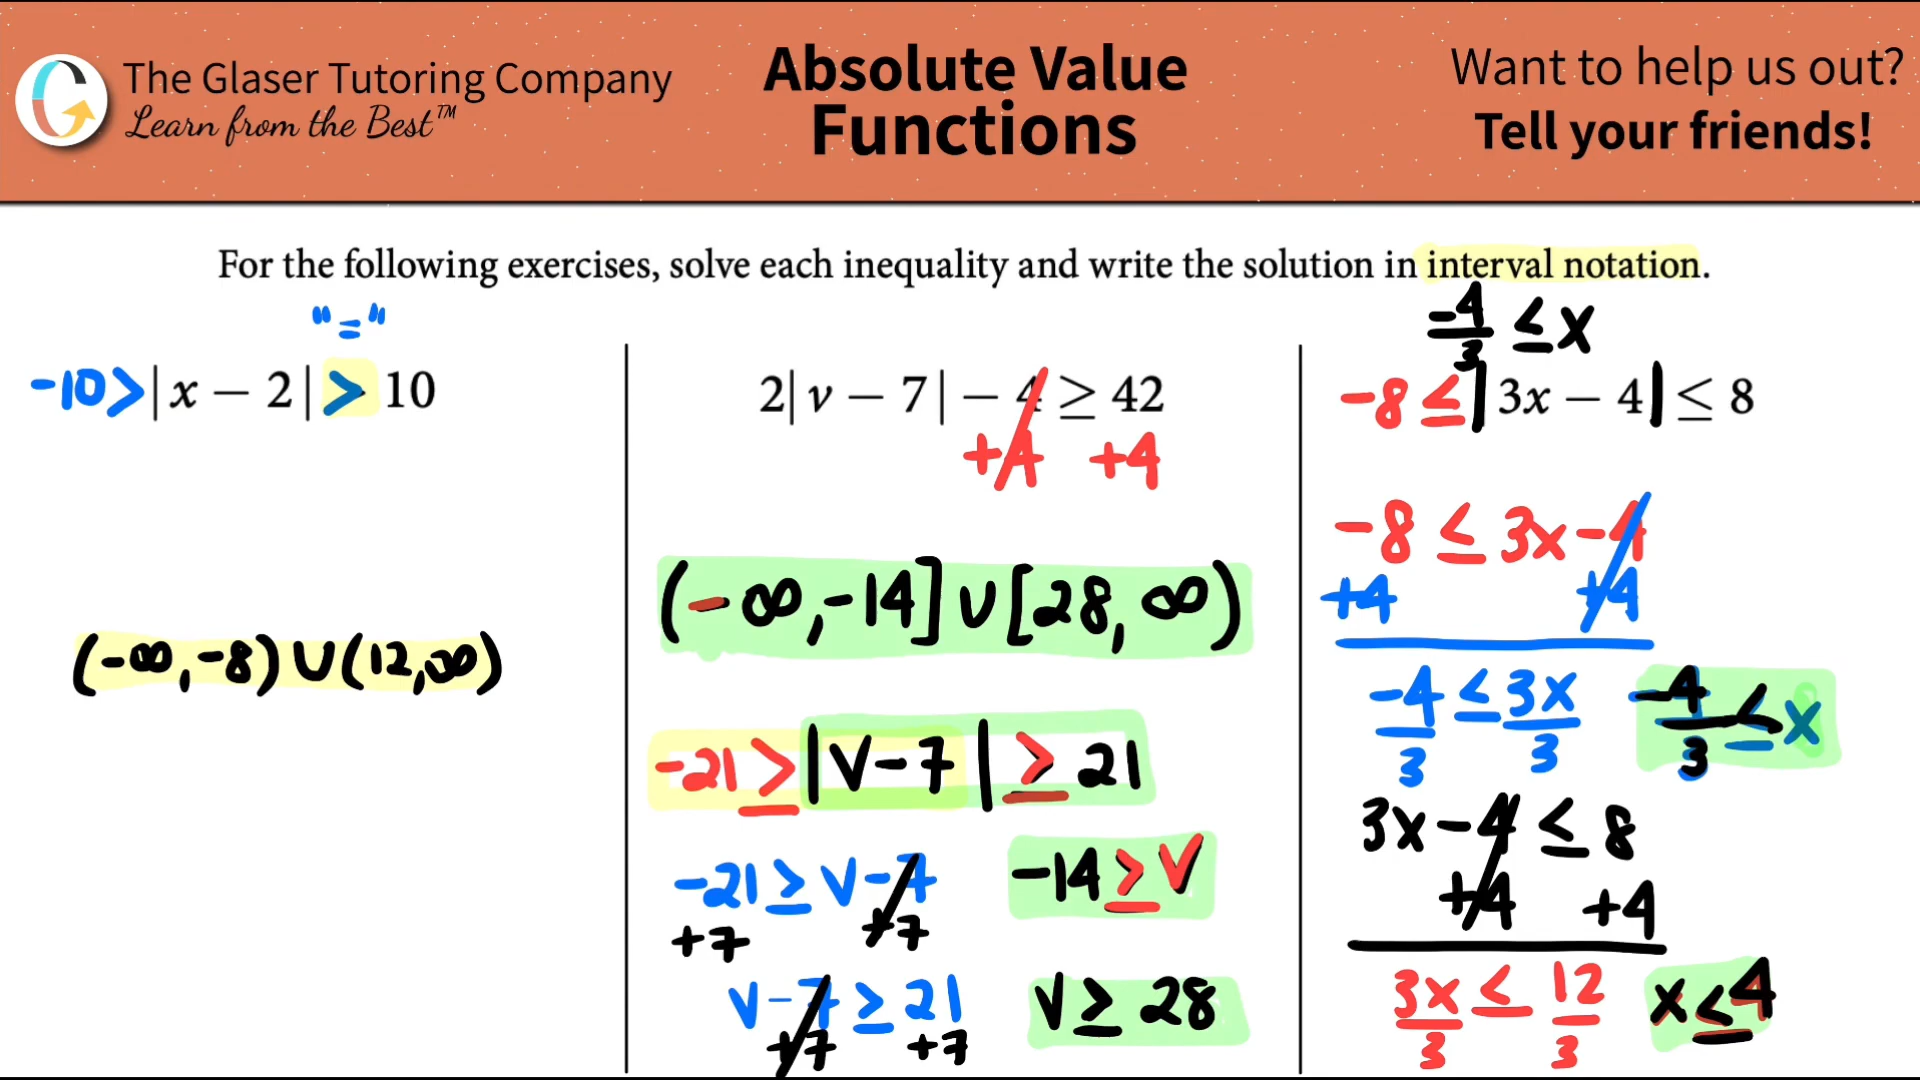 The Glaser Tutoring Company
Learn from the Best™
Absolute Value
Functions
Want to help us out?
Tell your friends!
For the following exercises, solve each inequality and write the solution in interval notation.
"="
-10 > |x − 2| > 10
(-∞, -8) ∪ (12, ∞)
2|v − 7| − 4 ≥ 42
+4 +4
(-∞, -14] ∪ [28, ∞)
-21 ≥ |V-7| ≥ 21
-21 ≥ V-7
+7 +7
-14 ≥ V
V-7 ≥ 21
+7 +7
V ≥ 28
-4/3 ≤ x
-8 ≤ |3x − 4| ≤ 8
-8 ≤ 3x-4
+4 +4
-4/3 ≤ 3x/3
-4/3 ≤ x
3x-4 ≤ 8
+4 +4
3x/3 ≤ 12/3
x ≤ 4